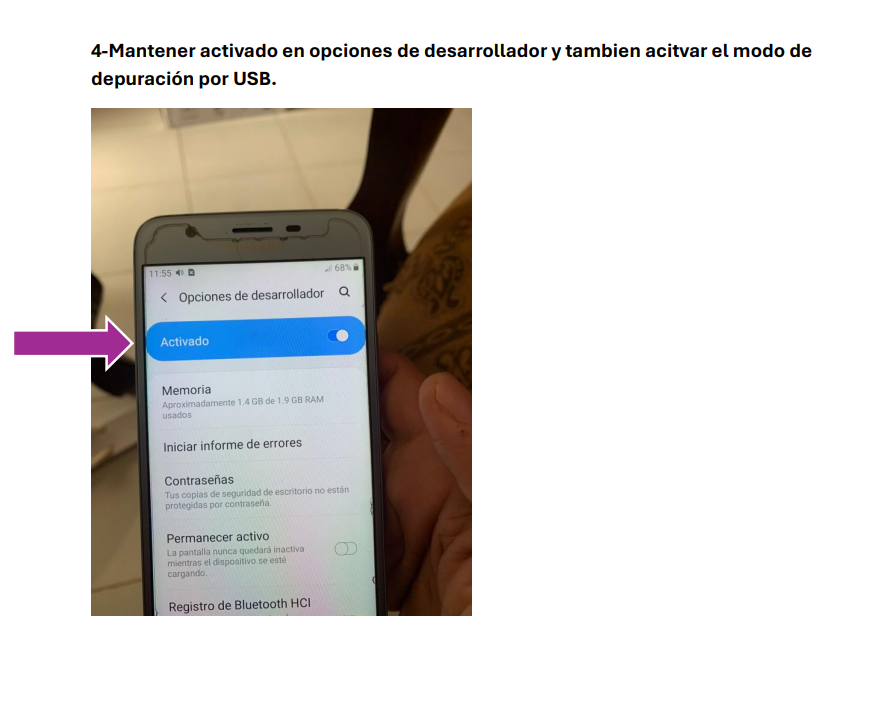 4-Mantener activado en opciones de desarrollador y tambien acitvar el modo de
depuración por USB.
11:55
68%
Opciones de desarrollador
Activado
Memoria
Aproximadamente 1.4 GB de 1.9 GB RAM
usados
Iniciar informe de errores
Contraseñas
Tus copias de seguridad de escritorio no están
protegidas por contraseña.
Permanecer activo
La pantalla nunca quedará inactiva
mientras el dispositivo se esté
cargando.
Registro de Bluetooth HCI